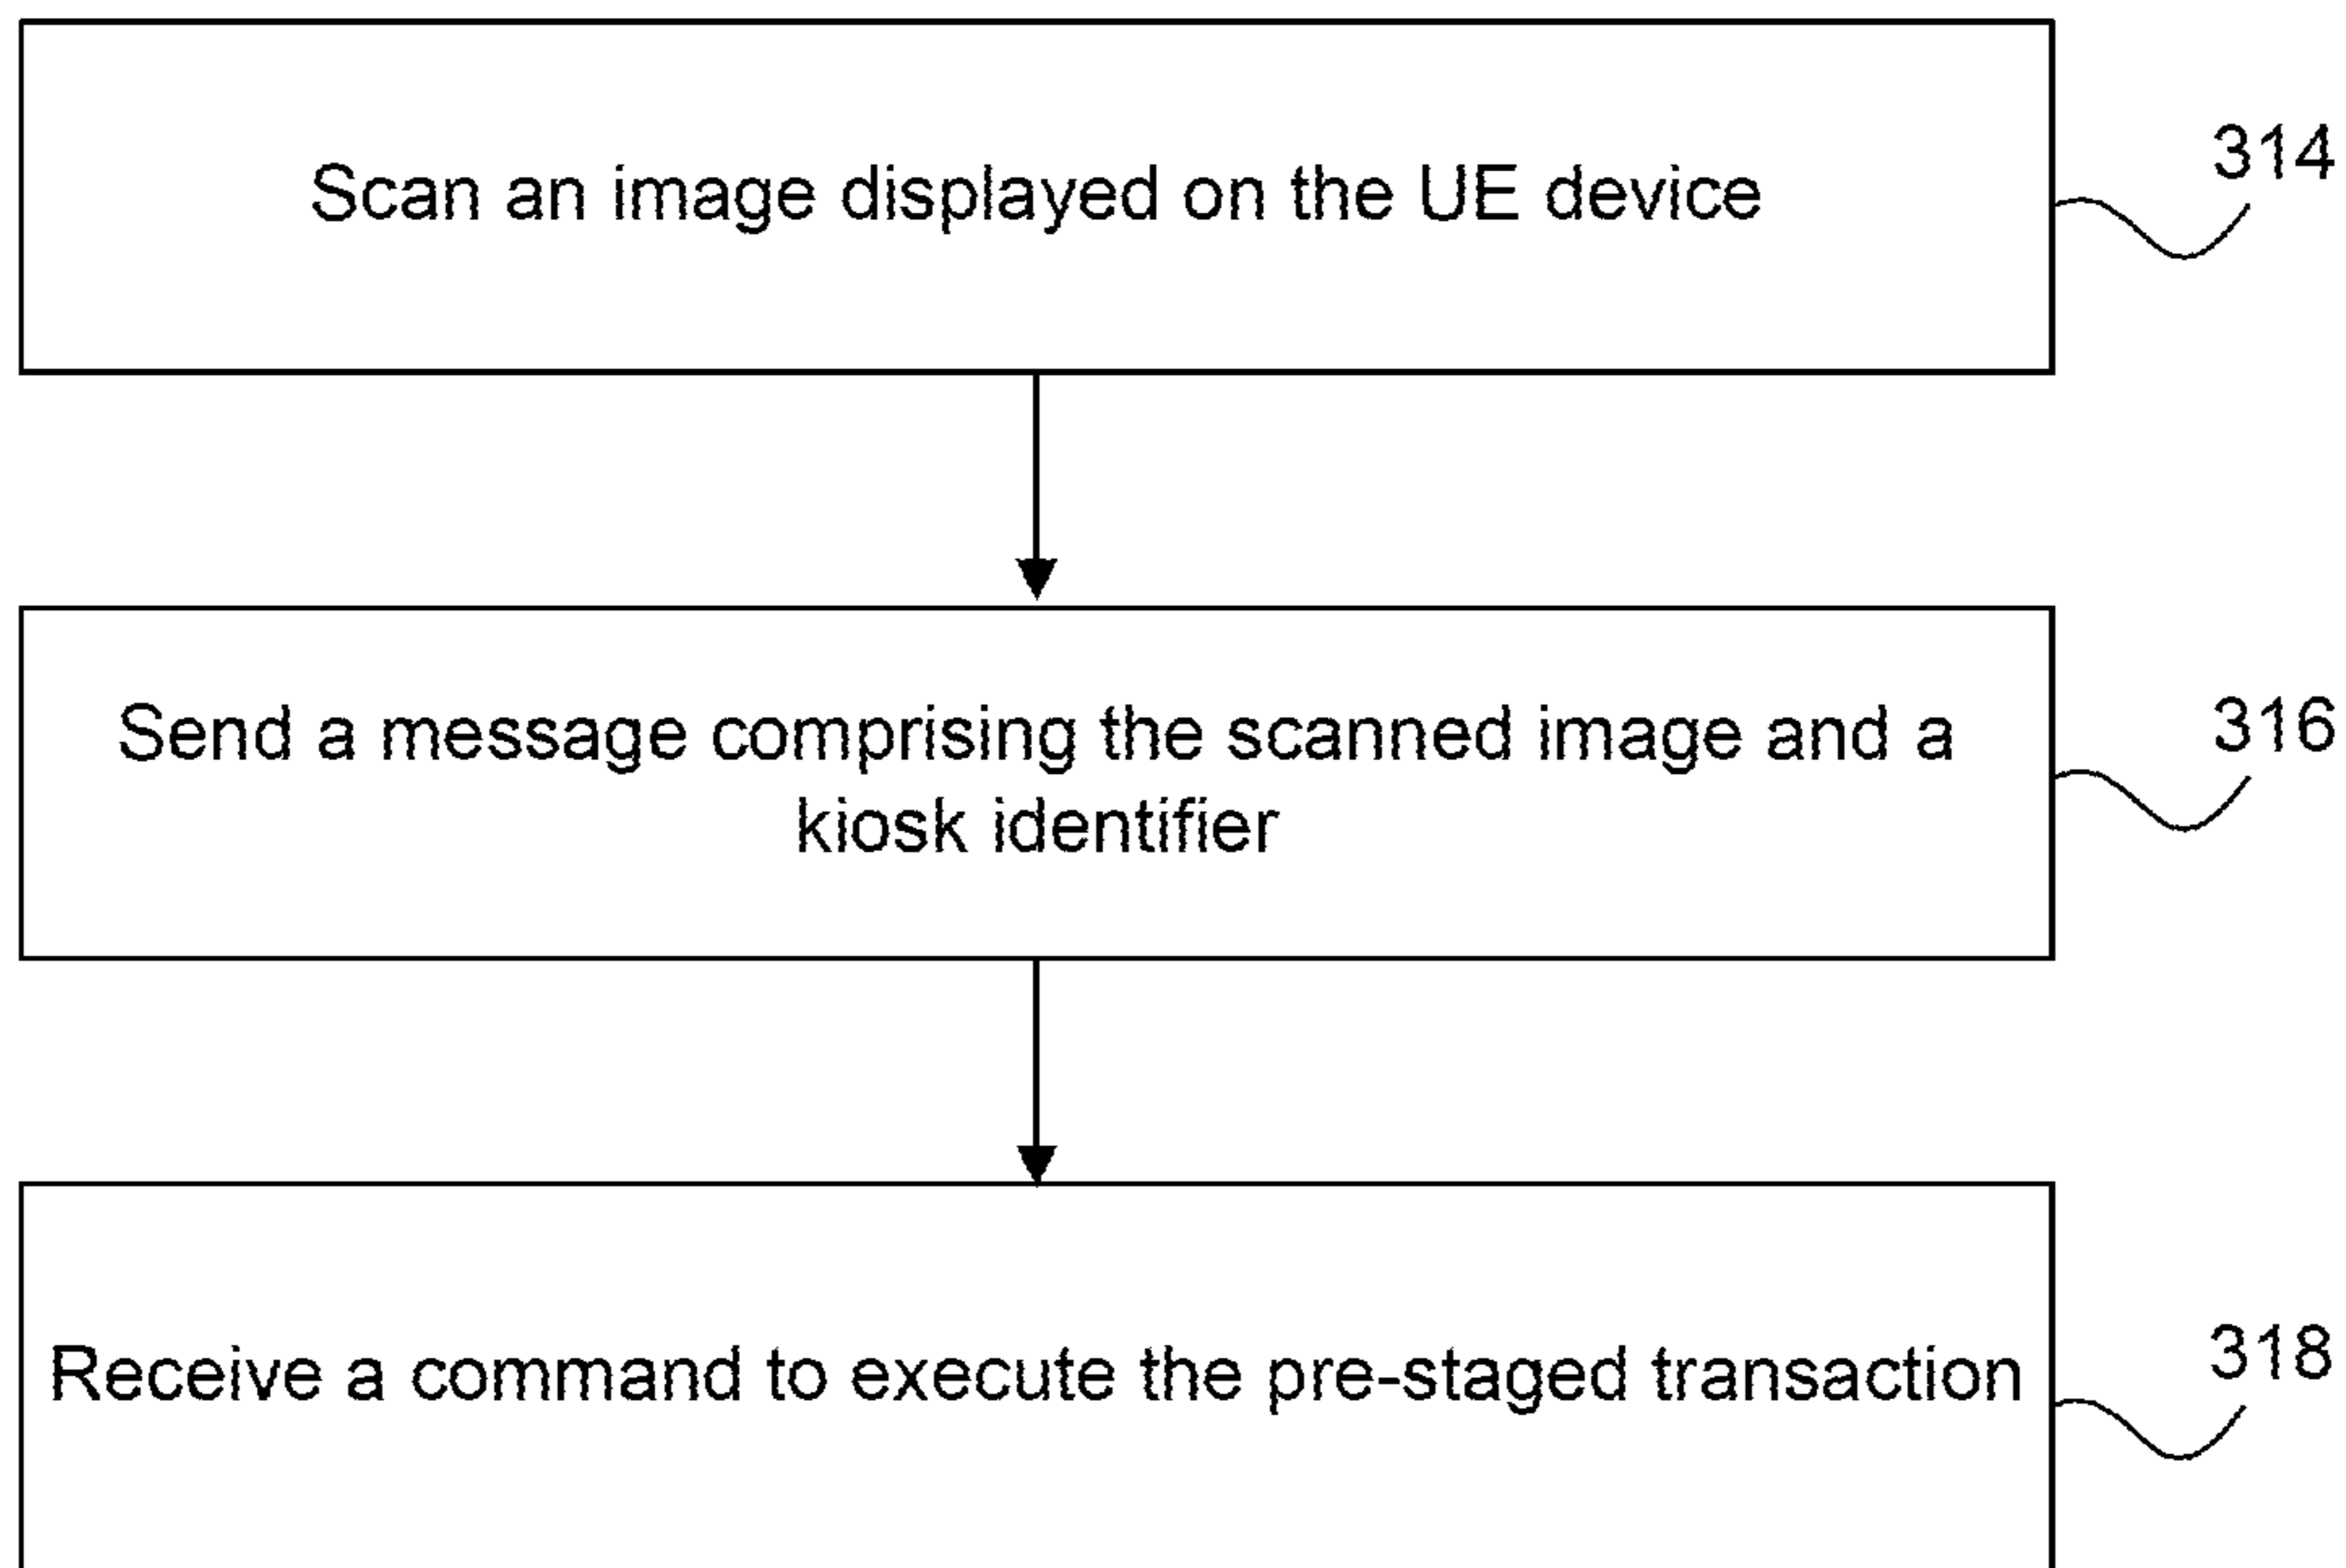 Scan an image displayed on the UE device
314
Send a message comprising the scanned image and a
kiosk identifier
316
Receive a command to execute the pre-staged transaction
318